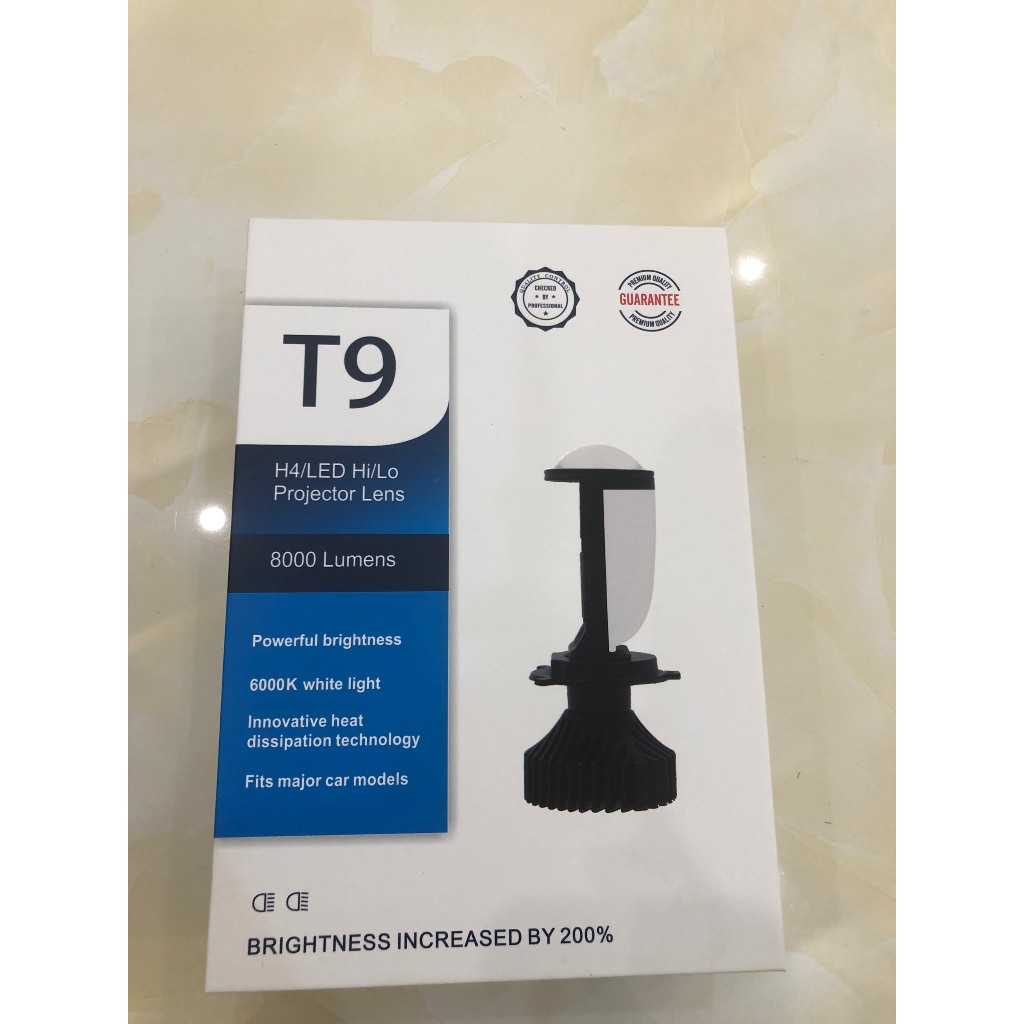 QUALITY CONTROL
CHECKED
BY
PROFESSIONAL
PREMIUM QUALITY
GUARANTEE
PREMIUM QUALITY
T9
H4/LED Hi/Lo
Projector Lens
8000 Lumens
Powerful brightness
6000K white light
Innovative heat
dissipation technology
Fits major car models
BRIGHTNESS INCREASED BY 200%